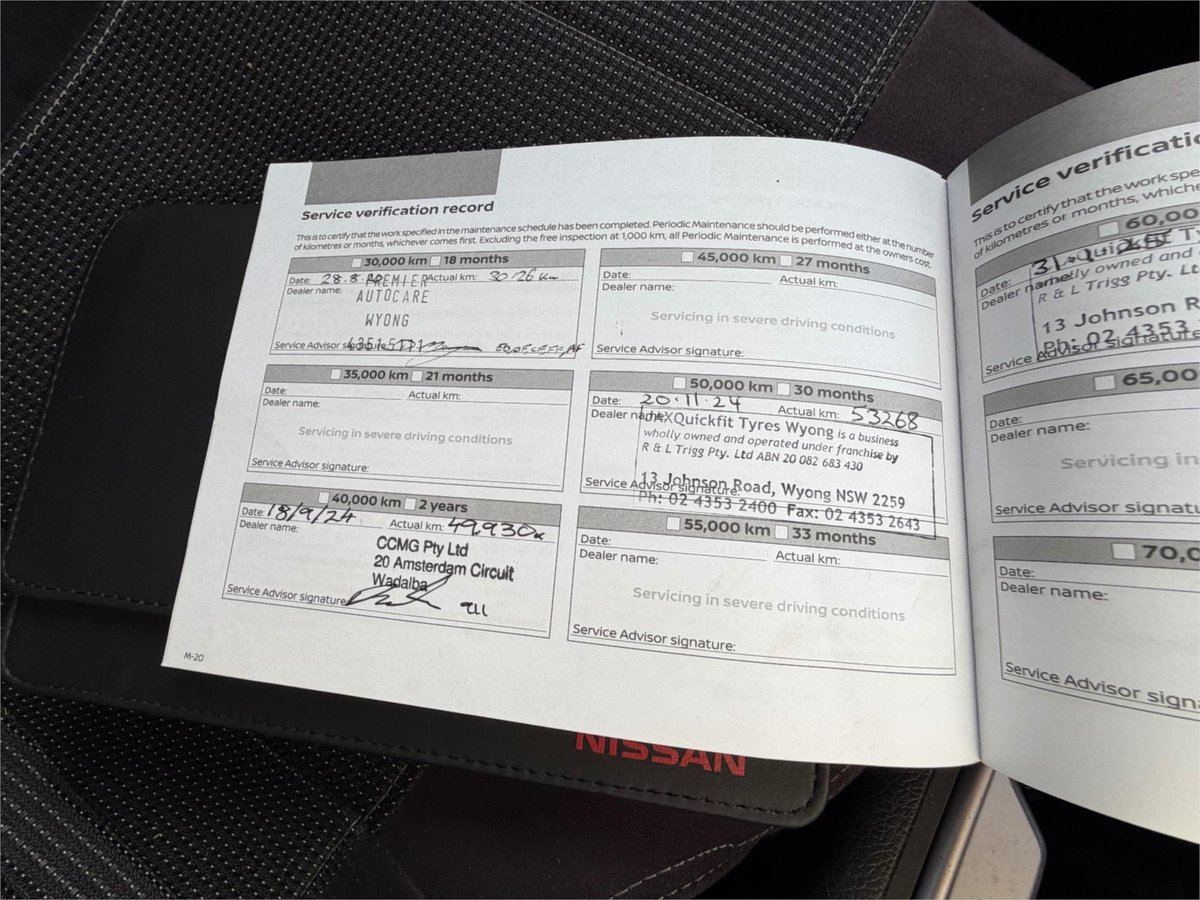 Service verification record
This is to certify that the work specified in the maintenance schedule has been completed. Periodic Maintenance should be performed either at the number
of kilometres or months, whichever comes first. Excluding the free inspection at 1,000 km, all Periodic Maintenance is performed at the owners cost.
30,000 km 18 months
Date: 28.8. Actual km: 30126 km
Dealer name: PREMIER
AUTOCARE
WYONG
Service Advisor signature:
35,000 km 21 months
Date: Actual km:
Dealer name:
Servicing in severe driving conditions
Service Advisor signature:
40,000 km 2 years
Date: 18/9/24 Actual km: 49,930
Dealer name:
CCMG Pty Ltd
20 Amsterdam Circuit
Wadalba
Service Advisor signature
M-20
45,000 km 27 months
Date: Actual km:
Dealer name:
Servicing in severe driving conditions
Service Advisor signature:
50,000 km 30 months
Date: 20.11.24 Actual km: 53268
Dealer name:
Quickfit Tyres Wyong is a business
wholly owned and operated under franchise by
R & L Trigg Pty. Ltd ABN 20 082 683 430
13 Johnson Road, Wyong NSW 2259
Service Advisor signature:
Ph: 02 4353 2400 Fax: 02 4353 2643
55,000 km 33 months
Date: Actual km:
Dealer name:
Servicing in severe driving conditions
Service Advisor signature:
Service verificatio
This is to certify that the work spe
of kilometres or months, whichev
60,00
Date:
Dealer name:
owned and
R & L Trigg Pty. L
13 Johnson R
Ph: 02 4353
Service Advisor signature
65,00
Date:
Dealer name:
Servicing in
Service Advisor signatu
70,0
Date:
Dealer name:
Service Advisor sign
NISSAN